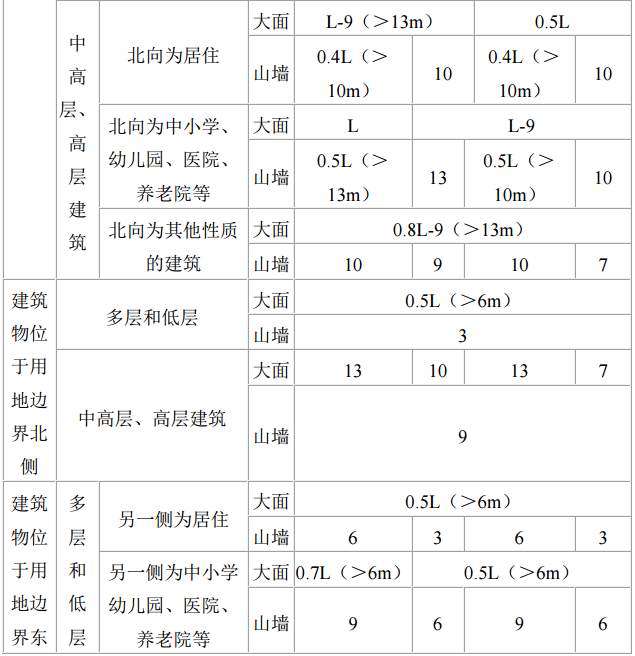 中高层、高层建筑
北向为居住
大面
L-9（＞13m）
0.5L
山墙
0.4L（＞
10m）
10
0.4L（＞
10m）
10
北向为中小学、
幼儿园、医院、
养老院等
大面
L
L-9
山墙
0.5L（＞
13m）
13
0.5L（＞
10m）
10
北向为其他性质
的建筑
大面
0.8L-9（＞13m）
山墙
10
9
10
7
建筑
物位
于用
地边
界北
侧
多层和低层
大面
0.5L（＞6m）
山墙
3
中高层、高层建筑
大面
13
10
13
7
山墙
9
建筑
物位
于用
地边
界东
多
层
和
低
层
另一侧为居住
大面
0.5L（＞6m）
山墙
6
3
6
3
另一侧为中小学
幼儿园、医院、
养老院等
大面
0.7L（＞6m）
0.5L（＞6m）
山墙
9
6
9
6